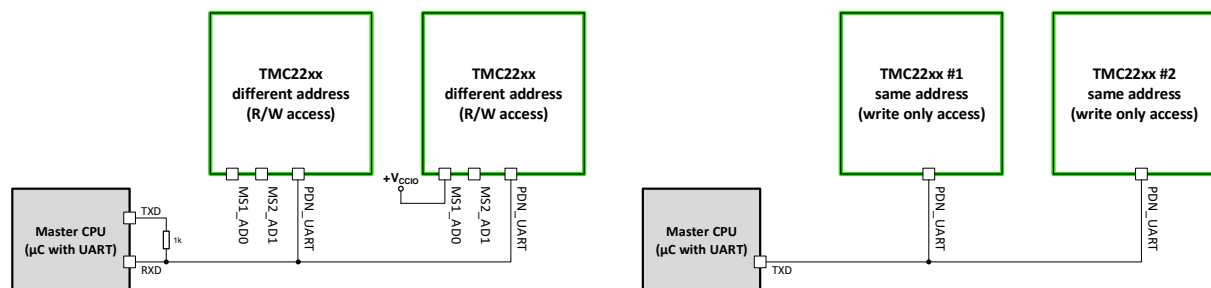 TMC22xx
different address
(R/W access)
TMC22xx
different address
(R/W access)
+VCCIO
MS1_AD0
MS2_AD1
PDN_UART
MS1_AD0
MS2_AD1
PDN_UART
Master CPU
(µC with UART)
TXD
1k
RXD
TMC22xx #1
same address
(write only access)
TMC22xx #2
same address
(write only access)
PDN_UART
PDN_UART
Master CPU
(µC with UART)
TXD